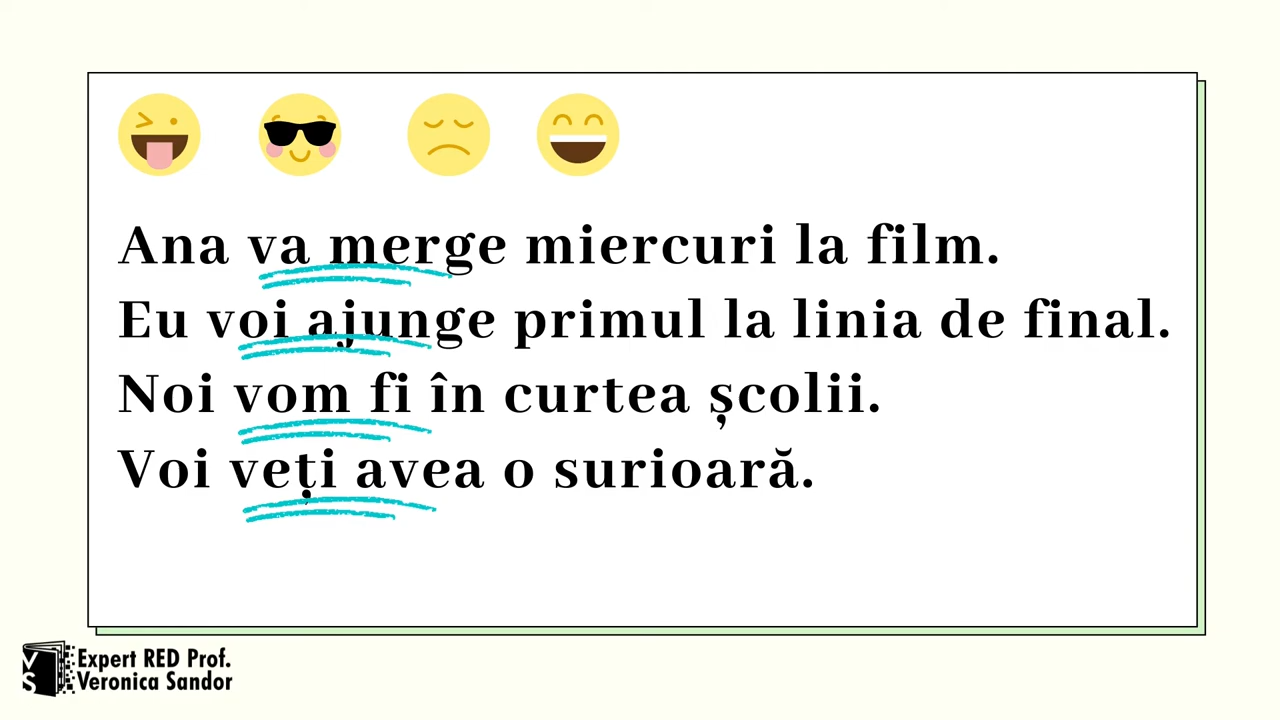 Ana va merge miercuri la film.
Eu voi ajunge primul la linia de final.
Noi vom fi în curtea școlii.
Voi veți avea o surioară.
VS
Expert RED Prof.
Veronica Sandor